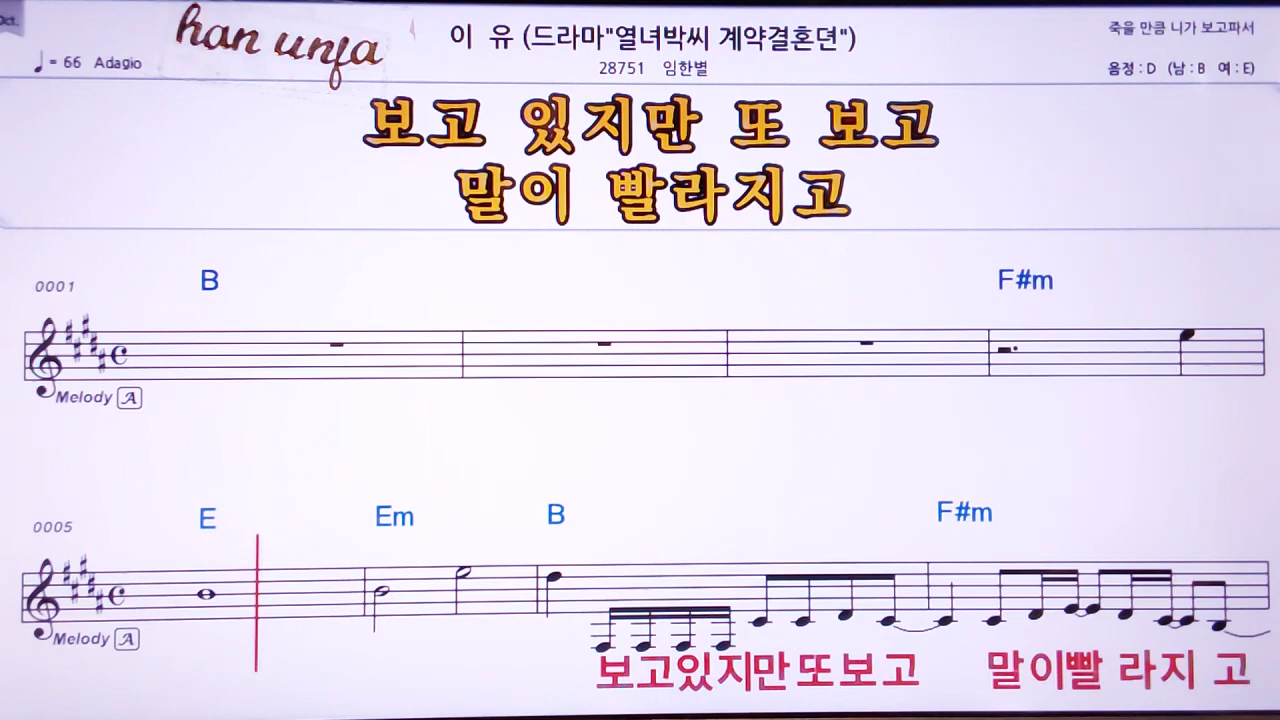 Oct.
han unja
이 유 (드라마"열녀박씨 계약결혼뎐")
죽을 만큼 니가 보고파서
♩= 66 Adagio
28751 임한별
음정 : D (남 : B 여 : E)
보고 있지만 또 보고
말이 빨라지고
0001
B
F#m
Melody A
0005
E
Em
B
F#m
Melody A
보고있지만또보고 말이빨 라지 고